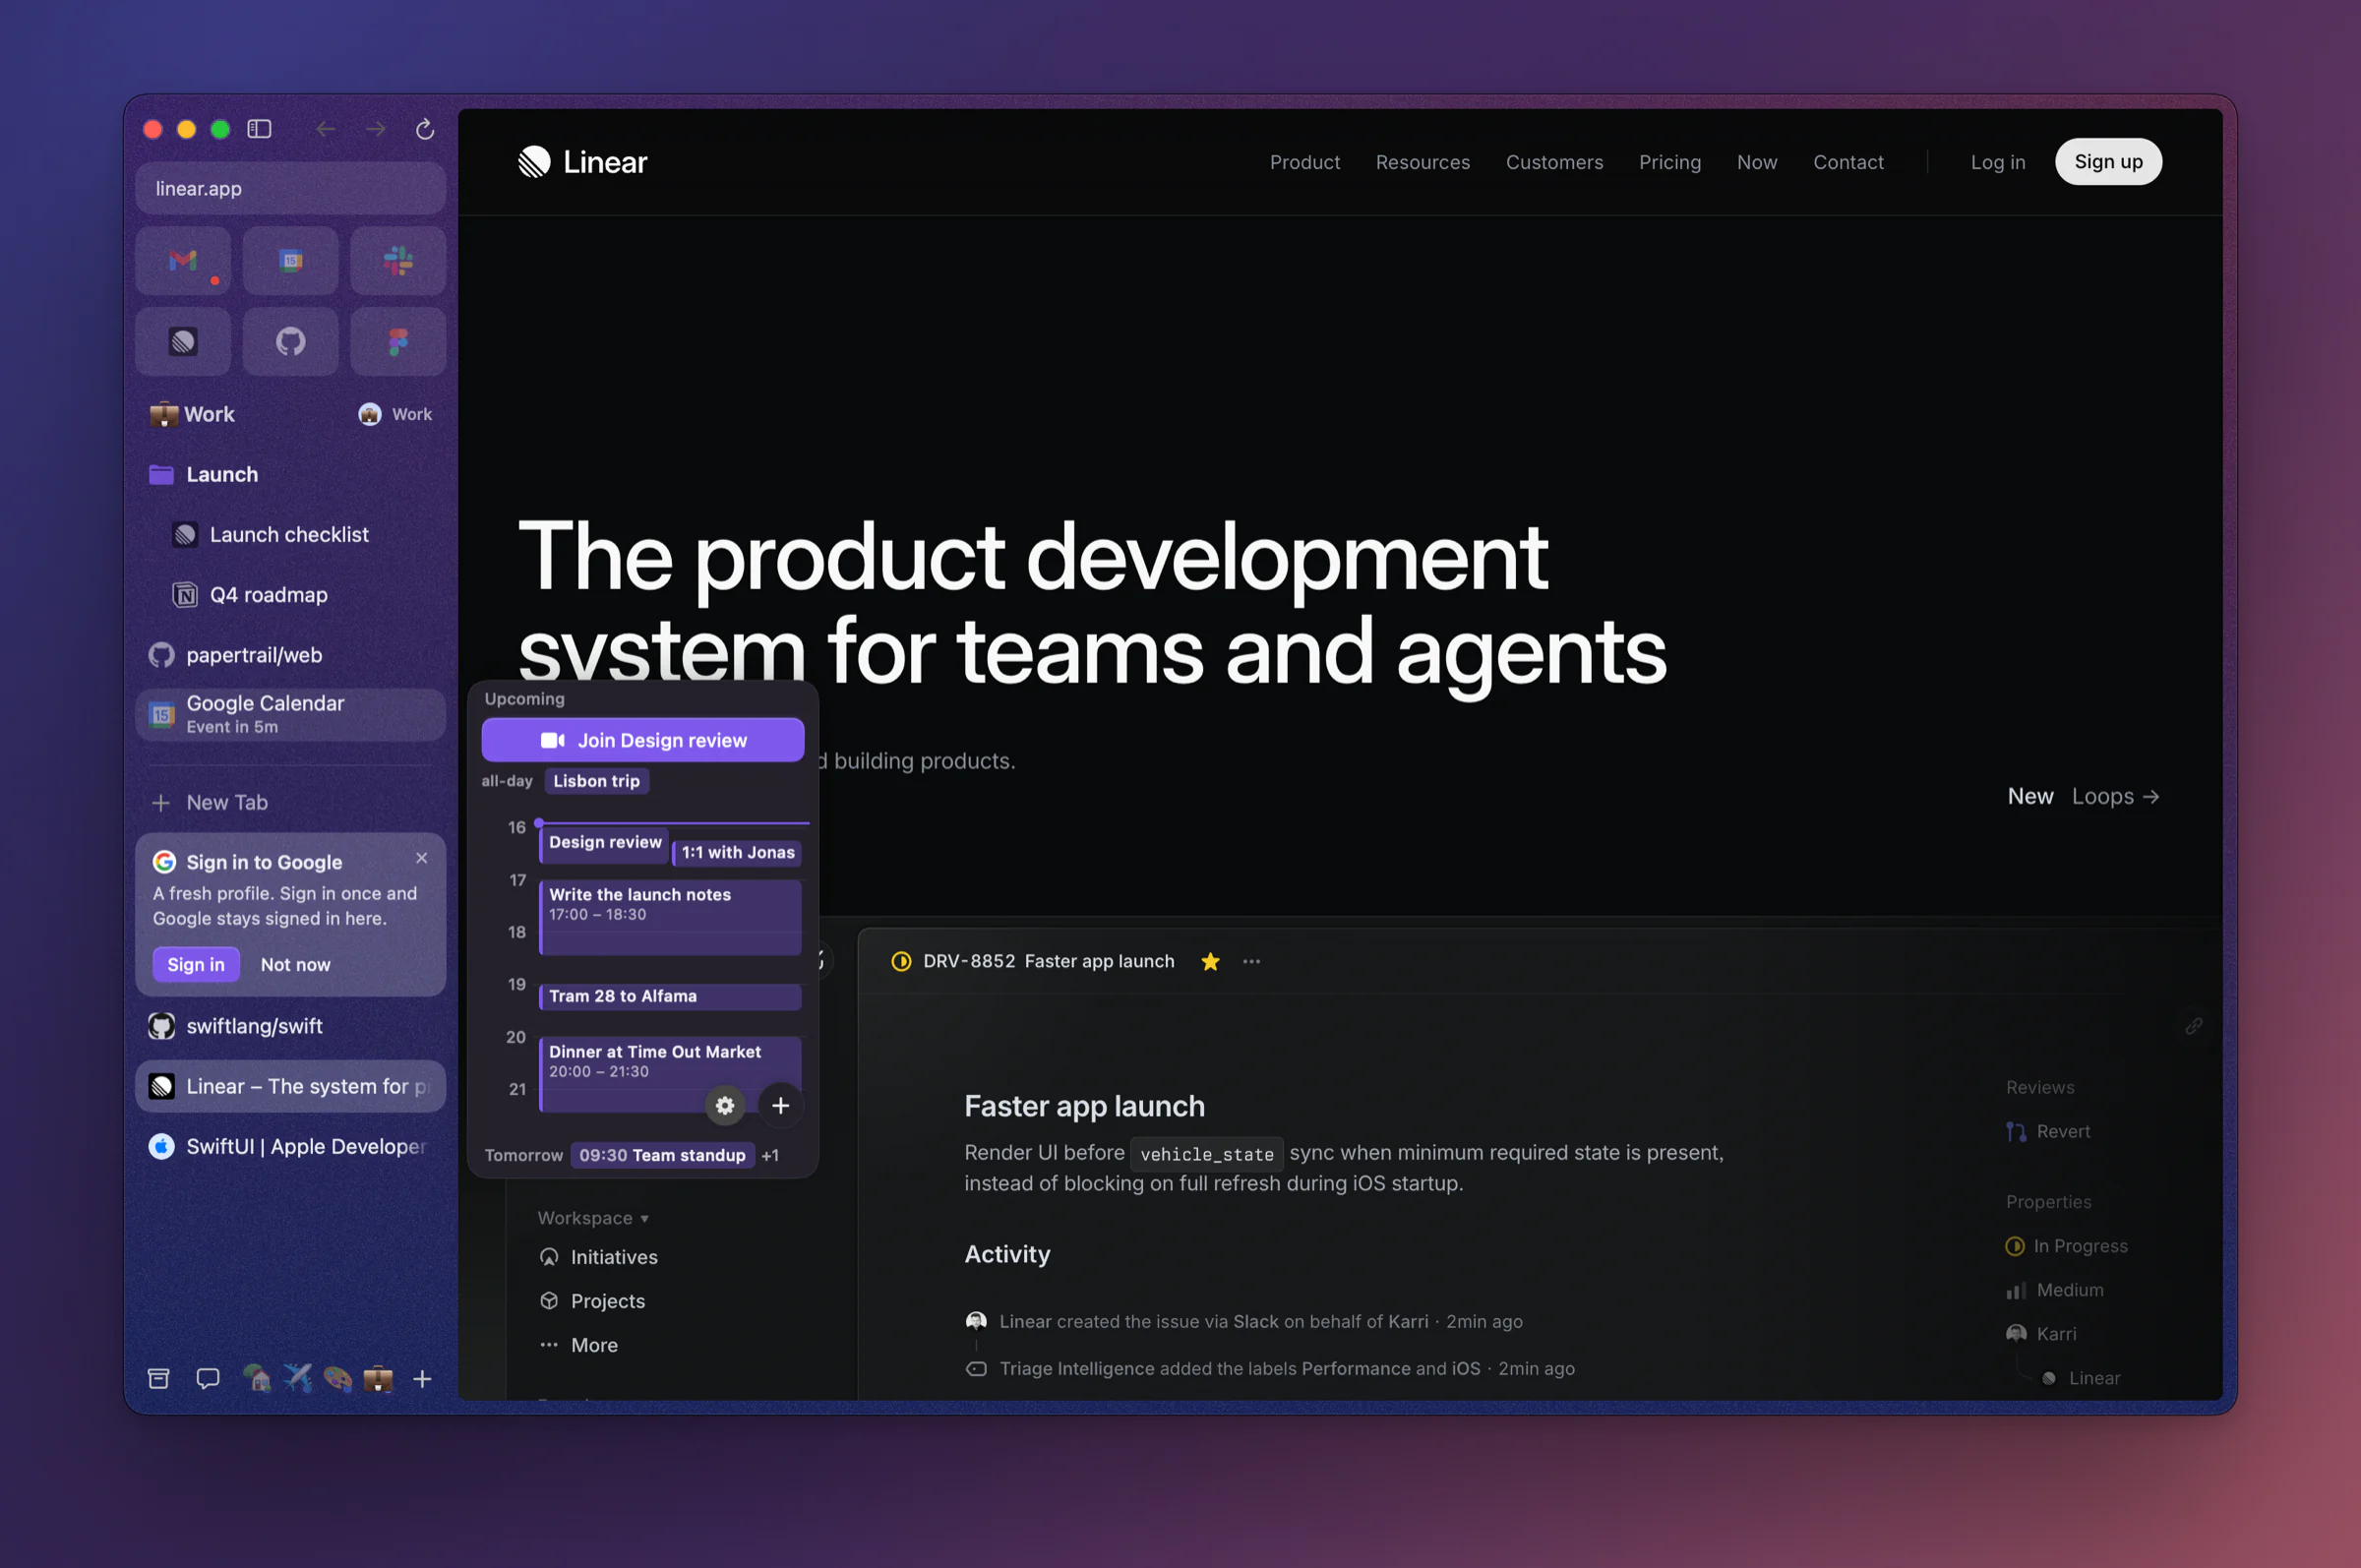 linear.app
15
Work
Work
Launch
Launch checklist
Q4 roadmap
papertrail/web
15
Google Calendar
Event in 5m
New Tab
Sign in to Google
A fresh profile. Sign in once and
Google stays signed in here.
Sign in
Not now
swiftlang/swift
Linear – The system for p
SwiftUI | Apple Developer
Linear
Product
Resources
Customers
Pricing
Now
Contact
Log in
Sign up
The product development
system for teams and agents
building products.
New Loops →
Upcoming
Join Design review
all-day Lisbon trip
16
Design review
1:1 with Jonas
17
Write the launch notes
17:00 – 18:30
18
19
Tram 28 to Alfama
20
Dinner at Time Out Market
20:00 – 21:30
21
Tomorrow 09:30 Team standup +1
Workspace
Initiatives
Projects
More
DRV-8852 Faster app launch
Faster app launch
Render UI before vehicle_state sync when minimum required state is present,
instead of blocking on full refresh during iOS startup.
Activity
Linear created the issue via Slack on behalf of Karri · 2min ago
Triage Intelligence added the labels Performance and iOS · 2min ago
Reviews
Revert
Properties
In Progress
Medium
Karri
Linear